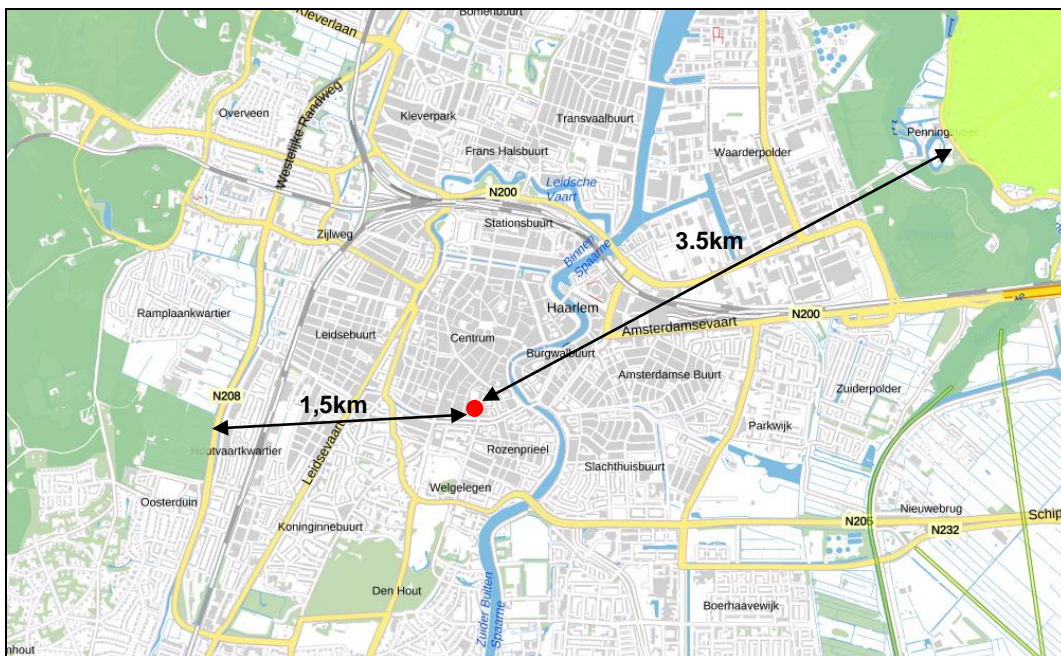 Bomenbuurt
Kleverlaan
Overveen
Westelijke Randweg
Kleverpark
Transvaalbuurt
Frans Halsbuurt
Waarderpolder
Leidsche
Vaart
N200
Stationsbuurt
Zijlweg
Binnen
Spaarne
3.5km
Haarlem
Ramplaankwartier
Leidsebuurt
Centrum
Amsterdamsevaart
N200
Burgwalbuurt
Amsterdamse Buurt
Zuiderpolder
N208
1,5km
Parkwijk
Houtvaartkwartier
Leidsevaart
Rozenprieel
Slachthuisbuurt
Welgelegen
Oosterduin
Koninginnebuurt
Nieuwebrug
N205
N232
Schip
Den Hout
Zuider Buiten
Spaarne
Boerhaavewijk
nhout